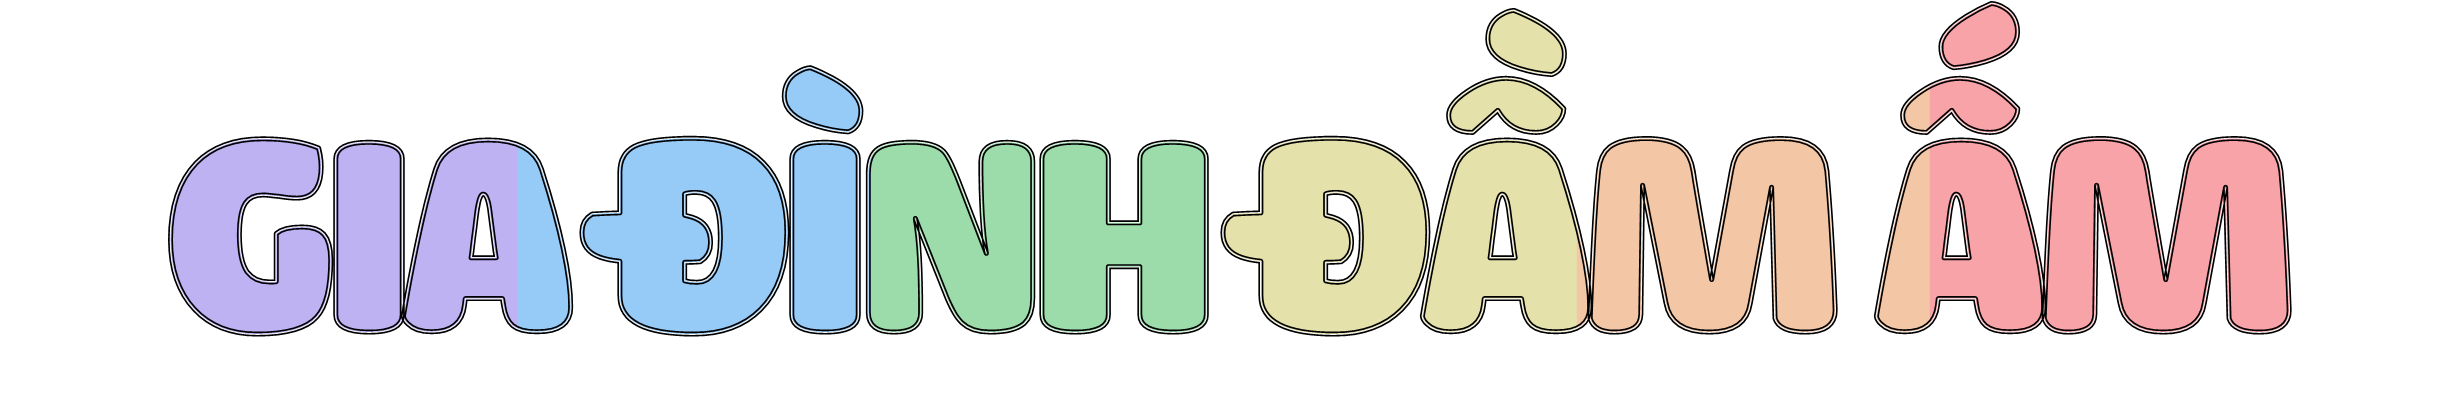 GIA ĐÌNH ĐẦM ẤM